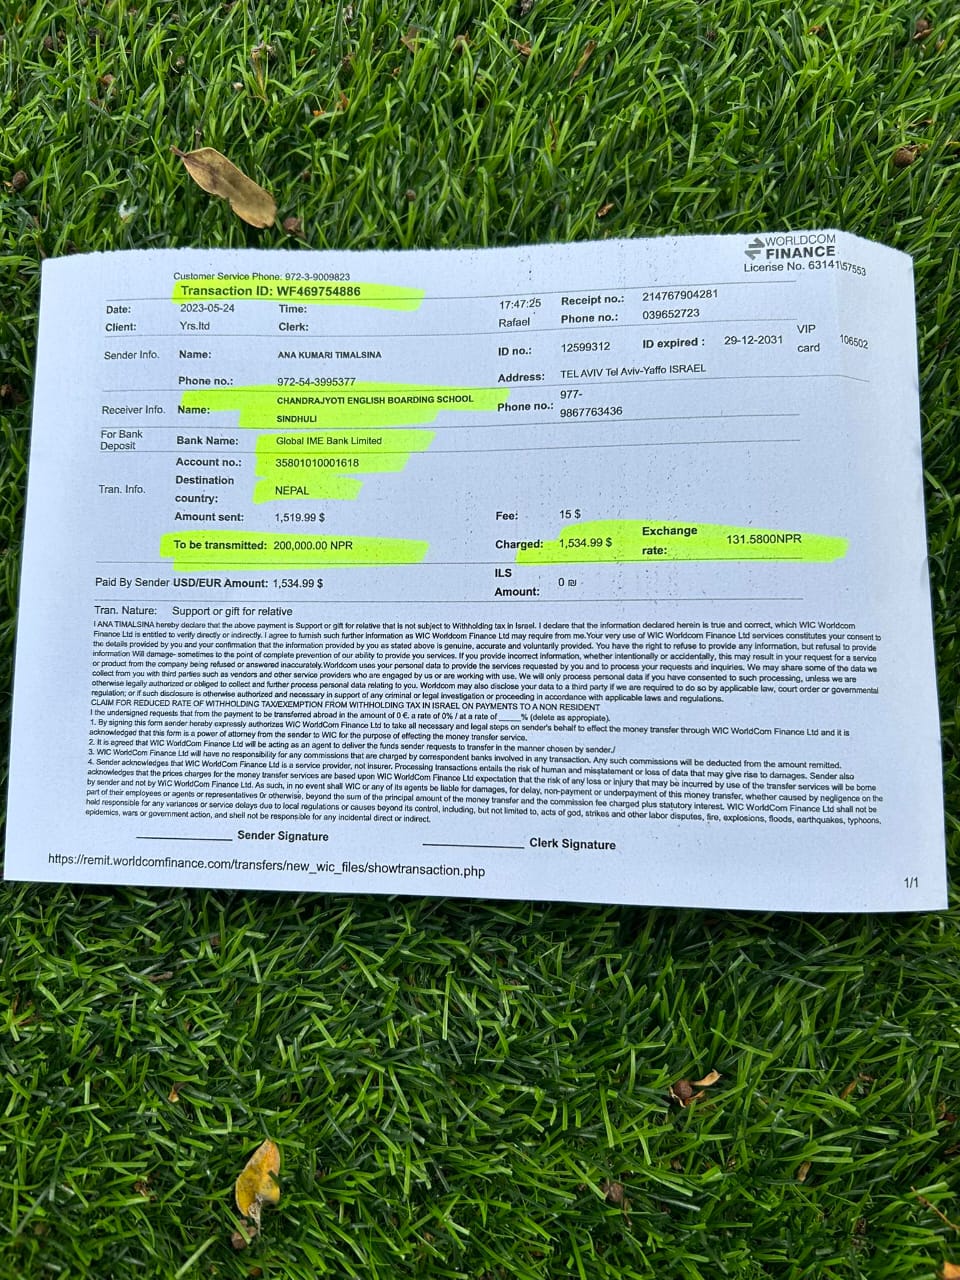 WORLDCOM
FINANCE
License No. 63141\57553
Customer Service Phone: 972-3-9009823
Transaction ID: WF469754886
Date: 2023-05-24 Time: 17:47:25 Receipt no.: 214767904281
Client: Yrs.ltd Clerk: Rafael Phone no.: 039652723
Sender Info. Name: ANA KUMARI TIMALSINA ID no.: 12599312 ID expired : 29-12-2031 VIP card 106502
Phone no.: 972-54-3995377 Address: TEL AVIV Tel Aviv-Yaffo ISRAEL
Receiver Info. Name: CHANDRAJYOTI ENGLISH BOARDING SCHOOL SINDHULI Phone no.: 977-9867763436
For Bank Deposit Bank Name: Global IME Bank Limited
Account no.: 35801010001618
Tran. Info. Destination country: NEPAL
Amount sent: 1,519.99 $ Fee: 15 $
To be transmitted: 200,000.00 NPR Charged: 1,534.99 $ Exchange rate: 131.5800NPR
Paid By Sender USD/EUR Amount: 1,534.99 $ ILS Amount: 0 ₪
Tran. Nature: Support or gift for relative
I ANA TIMALSINA hereby declare that the above payment is Support or gift for relative that is not subject to Withholding tax in Israel. I declare that the information declared herein is true and correct, which WIC Worldcom
Finance Ltd is entitled to verify directly or indirectly. I agree to furnish such further Information as WIC Worldcom Finance Ltd may require from me.Your very use of WIC Worldcom Finance Ltd services constitutes your consent to
the details provided by you and your confirmation that the information provided by you as stated above is genuine, accurate and voluntarily provided. You have the right to refuse to provide any information, but refusal to provide
information Will damage- sometimes to the point of complete prevention of our ability to provide you services. If you provide incorrect information, whether intentionally or accidentally, this may result in your request for a service
or product from the company being refused or answered inaccurately.Worldcom uses your personal data to provide the services requested by you and to process your requests and inquiries. We may share some of the data we
collect from you with third parties such as vendors and other service providers who are engaged by us or are working with use. We will only process personal data if you have consented to such processing, unless we are
otherwise legally authorized or obliged to collect and further process personal data relating to you. Worldcom may also disclose your data to a third party if we are required to do so by applicable law, court order or governmental
regulation; or if such disclosure is otherwise authorized and necessary in support of any criminal or legal investigation or proceeding in accordance with applicable laws and regulations.
CLAIM FOR REDUCED RATE OF WITHHOLDING TAX/EXEMPTION FROM WITHHOLDING TAX IN ISRAEL ON PAYMENTS TO A NON RESIDENT
I the undersigned requests that from the payment to be transferred abroad in the amount of 0 €. a rate of 0% / at a rate of ____% (delete as appropiate).
1. By signing this form sender hereby expressly authorizes WIC WorldCom Finance Ltd to take all necessary and legal steps on sender's behalf to effect the money transfer through WIC WorldCom Finance Ltd and it is
acknowledged that this form is a power of attorney from the sender to WIC for the purpose of effecting the money transfer service.
2. It is agreed that WIC WorldCom Finance Ltd will be acting as an agent to deliver the funds sender requests to transfer in the manner chosen by sender./
3. WIC WorldCom Finance Ltd will have no responsibility for any commissions that are charged by correspondent banks involved in any transaction. Any such commissions will be deducted from the amount remitted.
4. Sender acknowledges that WIC WorldCom Finance Ltd is a service provider, not insurer. Processing transactions entails the risk of human and misstatement or loss of data that may give rise to damages. Sender also
acknowledges that the prices charges for the money transfer services are based upon WIC WorldCom Finance Ltd expectation that the risk of any loss or injury that may be incurred by use of the transfer services will be borne
by sender and not by WIC WorldCom Finance Ltd. As such, in no event shall WIC or any of its agents be liable for damages, for delay, non-payment or underpayment of this money transfer, whether caused by negligence on the
part of their employees or agents or representatives Or otherwise, beyond the sum of the principal amount of the money transfer and the commission fee charged plus statutory interest. WIC WorldCom Finance Ltd shall not be
held responsible for any variances or service delays due to local regulations or causes beyond its control, including, but not limited to, acts of god, strikes and other labor disputes, fire, explosions, floods, earthquakes, typhoons,
epidemics, wars or government action, and shell not be responsible for any incidental direct or indirect.
Sender Signature Clerk Signature
https://remit.worldcomfinance.com/transfers/new_wic_files/showtransaction.php
1/1